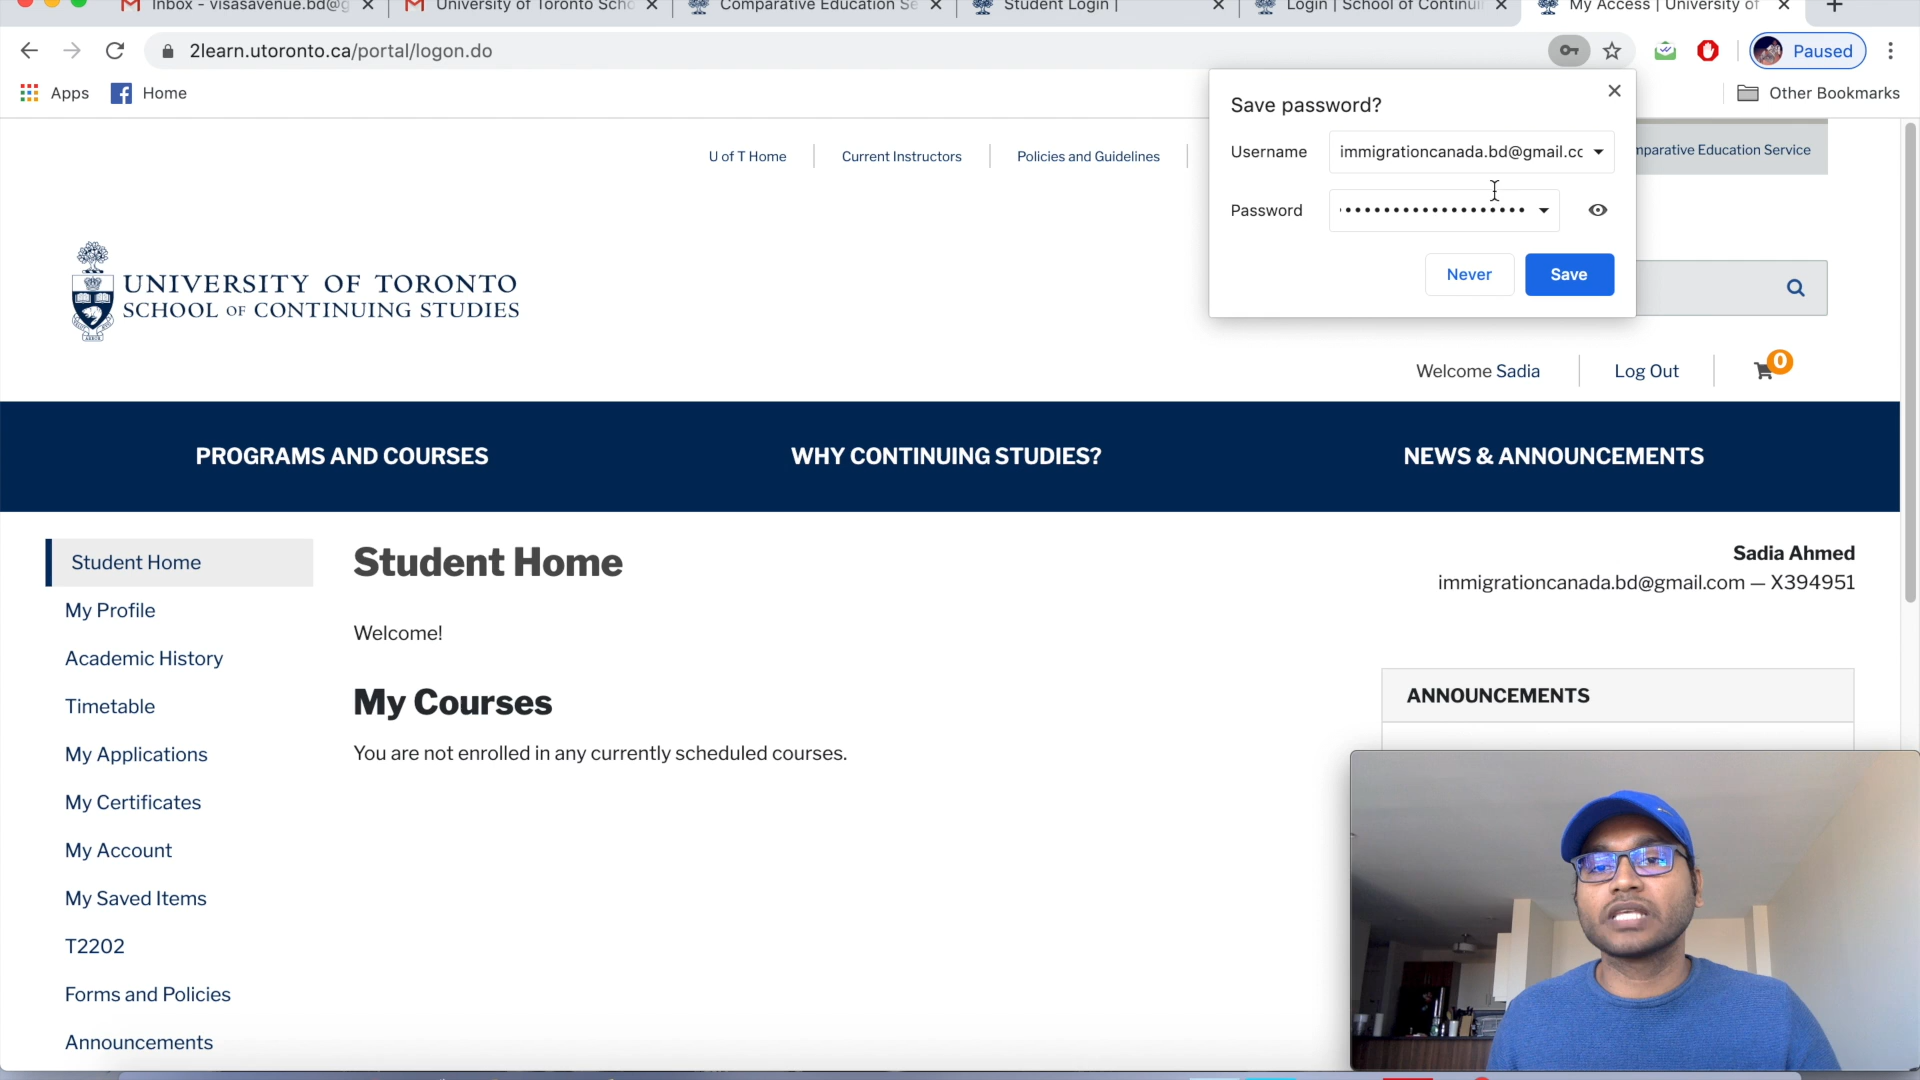 Inbox - visasavenue.bd@g
University of Toronto Scho
Comparative Education Se
Student Login |
Login | School of Continui
My Access | University of
2learn.utoronto.ca/portal/logon.do
Paused
Apps
Home
Other Bookmarks
Save password?
Username
immigrationcanada.bd@gmail.cc
Password
Never
Save
U of T Home
Current Instructors
Policies and Guidelines
mparative Education Service
UNIVERSITY OF TORONTO
SCHOOL OF CONTINUING STUDIES
Welcome Sadia
Log Out
0
PROGRAMS AND COURSES
WHY CONTINUING STUDIES?
NEWS & ANNOUNCEMENTS
Student Home
My Profile
Academic History
Timetable
My Applications
My Certificates
My Account
My Saved Items
T2202
Forms and Policies
Announcements
Student Home
Welcome!
My Courses
You are not enrolled in any currently scheduled courses.
Sadia Ahmed
immigrationcanada.bd@gmail.com — X394951
ANNOUNCEMENTS